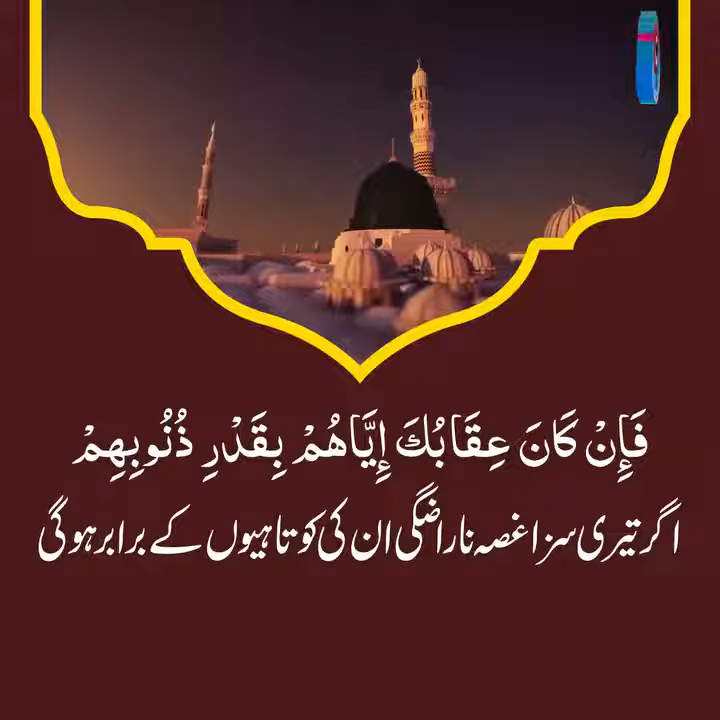 فَإِنْ كَانَ عِقَابُكَ إِيَّاهُمْ بِقَدْرِ ذُنُوبِهِمْ
اگر تیری سزا غصہ ناراضگی ان کی کوتاہیوں کے برابر ہوگی